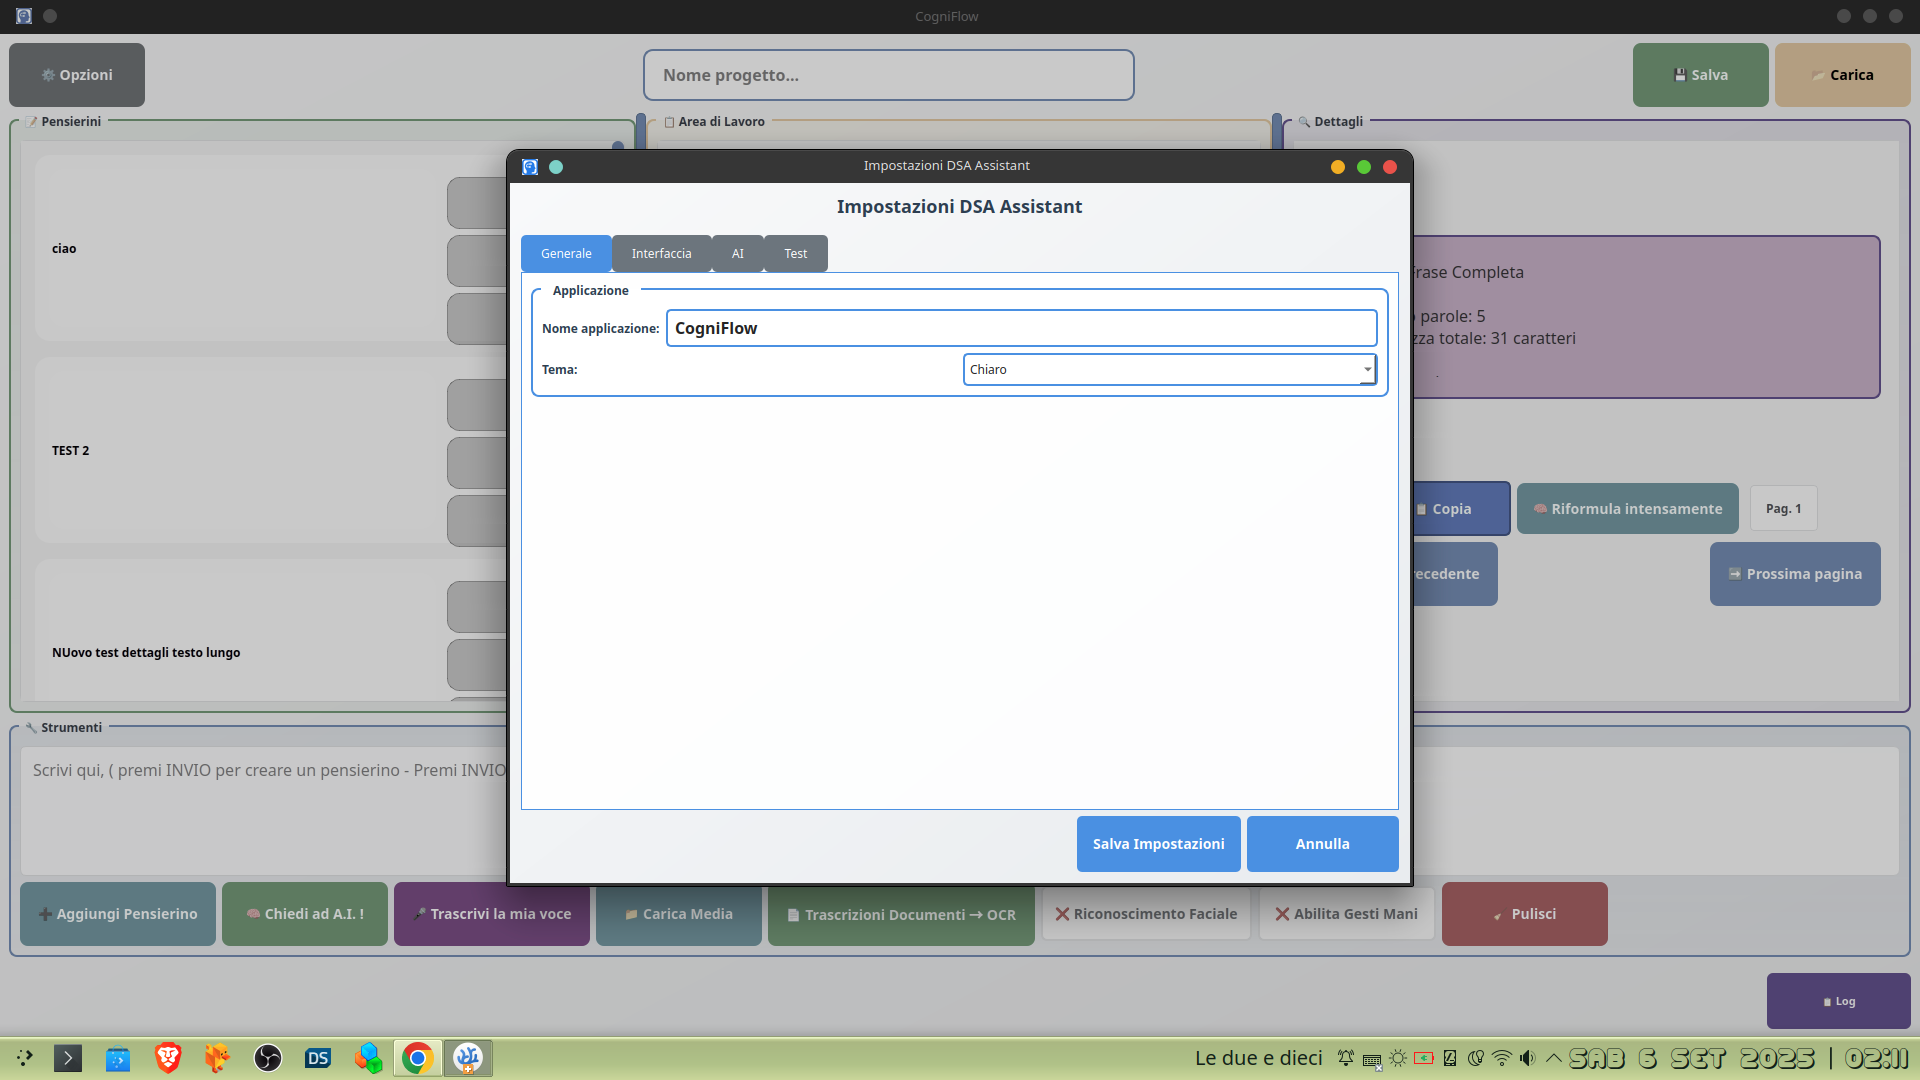 CogniFlow
⚙️ Opzioni
Nome progetto...
💾 Salva
📂 Carica
📝 Pensierini
📋 Area di Lavoro
🔍 Dettagli
ciao
TEST 2
NUovo test dettagli testo lungo
Impostazioni DSA Assistant
Impostazioni DSA Assistant
Generale
Interfaccia
AI
Test
Applicazione
Nome applicazione:
CogniFlow
Tema:
Chiaro
Salva Impostazioni
Annulla
Frase Completa
parole: 5
zza totale: 31 caratteri
📋 Copia
🧠 Riformula intensamente
Pag. 1
recedente
➡️ Prossima pagina
🔧 Strumenti
Scrivi qui, ( premi INVIO per creare un pensierino - Premi INVIO
➕ Aggiungi Pensierino
🧠 Chiedi ad A.I. !
🎤 Trascrivi la mia voce
📁 Carica Media
📄 Trascrizioni Documenti → OCR
❌ Riconoscimento Faciale
❌ Abilita Gesti Mani
🧹 Pulisci
📋 Log
DS
Le due e dieci
SAB 6 SET 2025 | 02:11